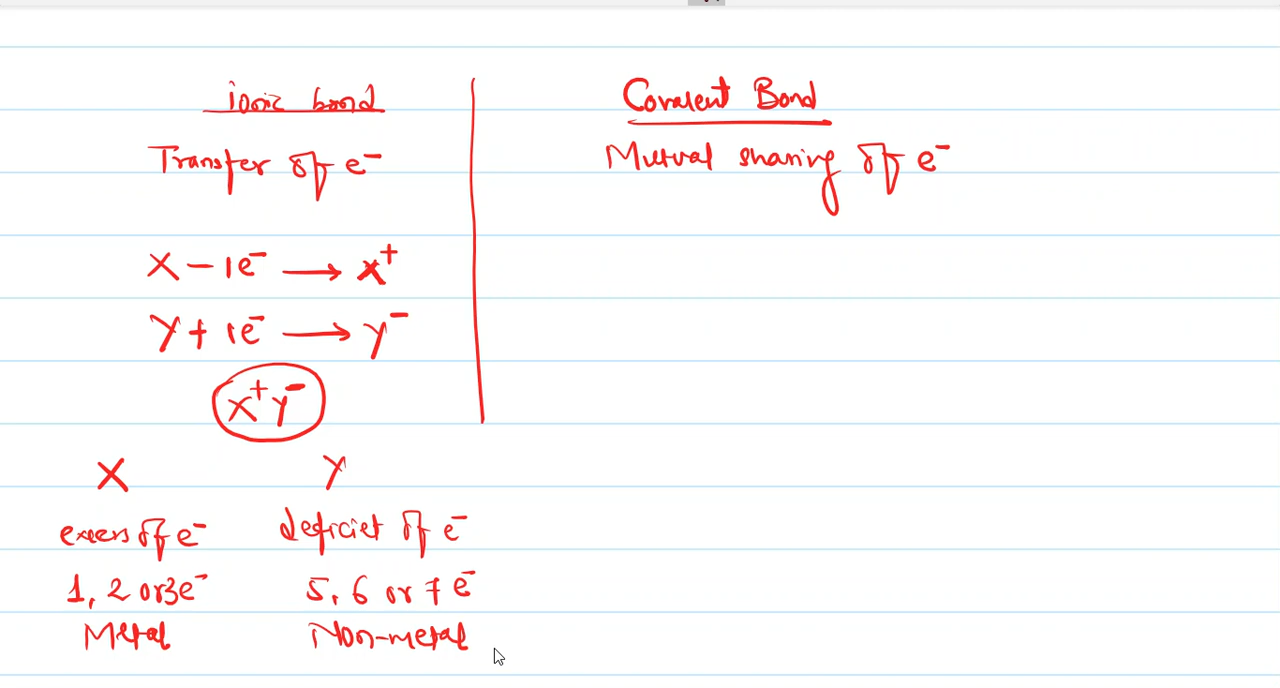 ionic bond
Transfer of e⁻
X - 1e⁻ ⟶ X⁺
Y + 1e⁻ ⟶ Y⁻
X⁺Y⁻
X Y
excess of e⁻ deficiet of e⁻
1, 2 or 3e⁻ 5, 6 or 7 e⁻
Metal Non-metal
Covalent Bond
Mutual sharing of e⁻